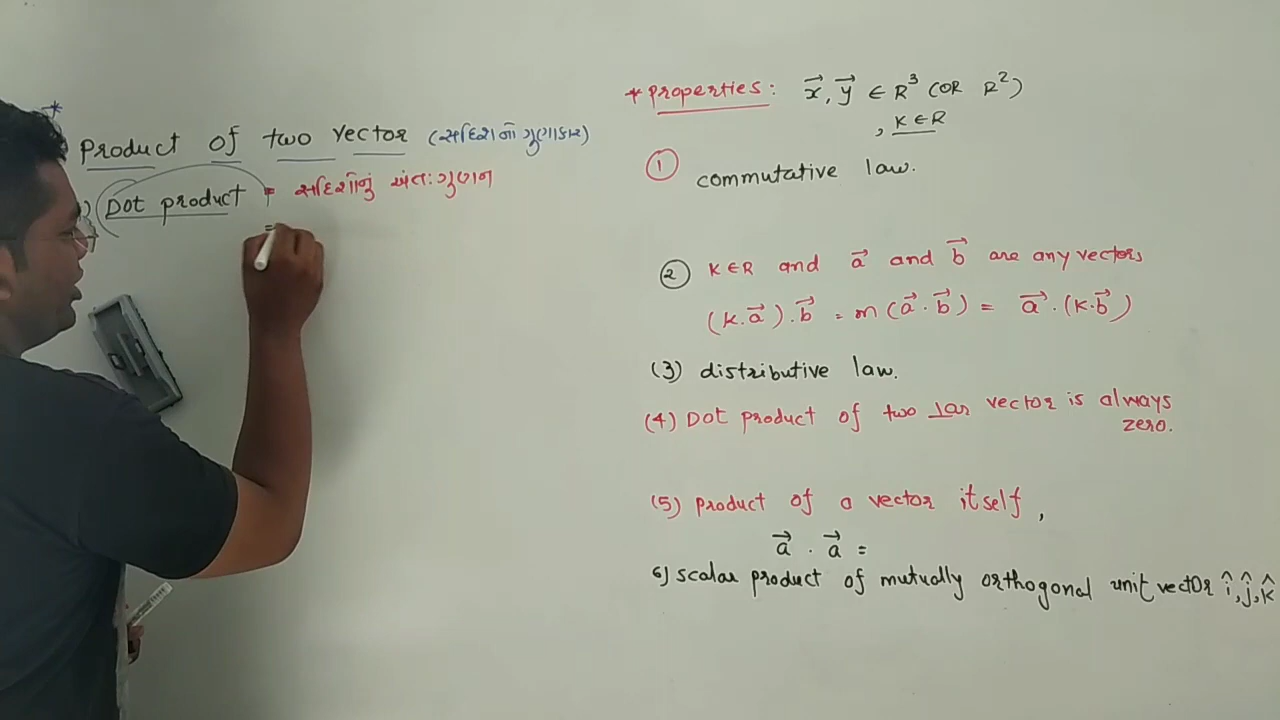 * Product of two vector (સદિશનો ગુણાકાર)
) Dot product = સદિશોનું અંતઃગુણન
=
* properties: x⃗, y⃗ ∈ R³ (OR R²)
, K ∈ R
① commutative law.
② K ∈ R and a⃗ and b⃗ are any vectors
(K.a⃗).b⃗ = m(a⃗.b⃗) = a⃗.(K.b⃗)
(3) distributive law.
(4) Dot product of two ⊥ar vector is always
zero.
(5) product of a vector itself,
a⃗ . a⃗ =
6) scalar product of mutually orthogonal unit vector î, ĵ, k̂